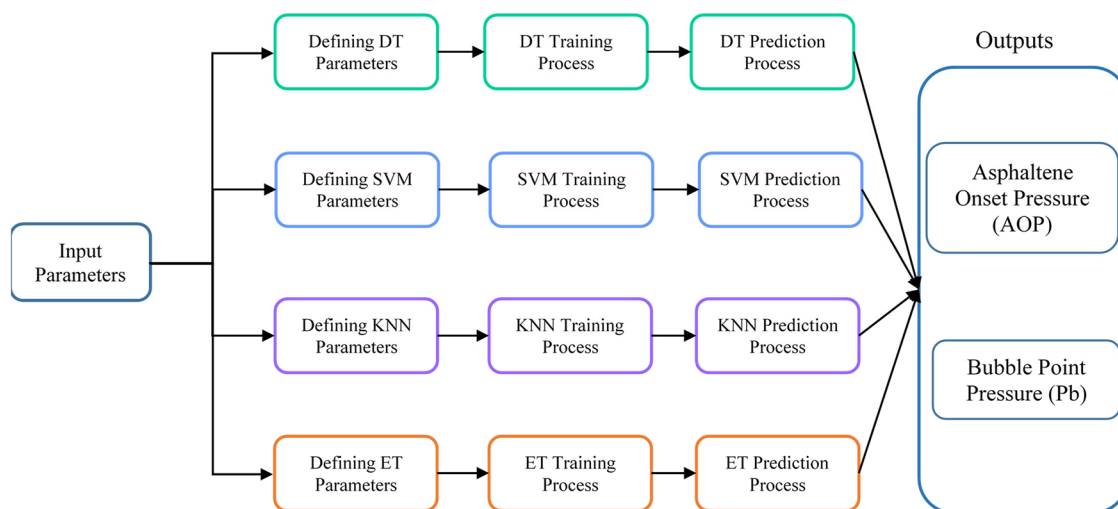 Defining DT
Parameters
DT Training
Process
DT Prediction
Process
Outputs
Defining SVM
Parameters
SVM Training
Process
SVM Prediction
Process
Asphaltene
Onset Pressure
(AOP)
Input
Parameters
Defining KNN
Parameters
KNN Training
Process
KNN Prediction
Process
Bubble Point
Pressure (Pb)
Defining ET
Parameters
ET Training
Process
ET Prediction
Process